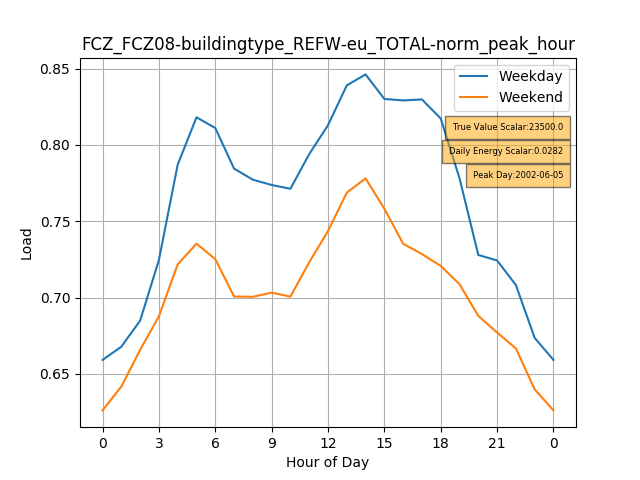 FCZ_FCZ08-buildingtype_REFW-eu_TOTAL-norm_peak_hour
0.85
0.80
0.75
0.70
0.65
Load
Weekday
Weekend
True Value Scalar:23500.0
Daily Energy Scalar:0.0282
Peak Day:2002-06-05
0 3 6 9 12 15 18 21 0
Hour of Day